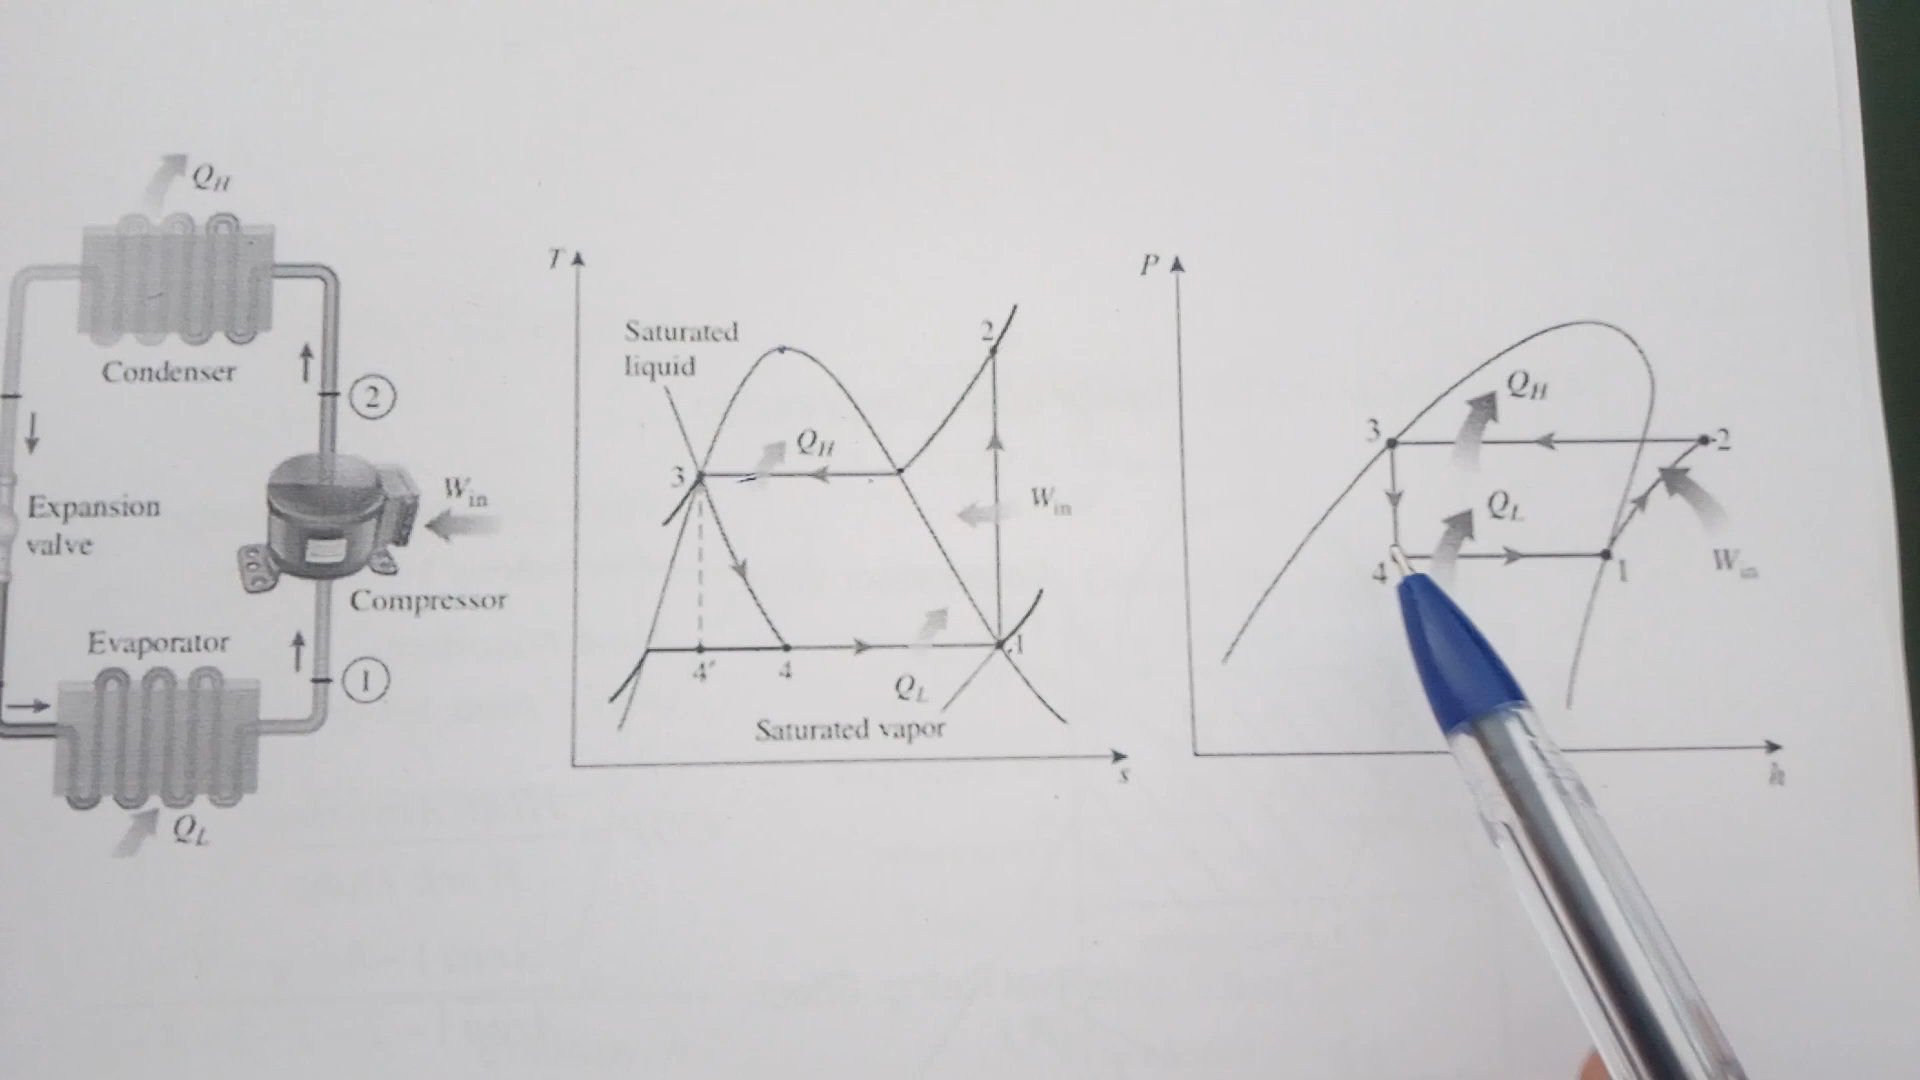 Q_H
Condenser
2
Expansion
valve
W_in
Compressor
Evaporator
1
Q_L
T
Saturated
liquid
2
3
Q_H
W_in
4′
4
1
Q_L
Saturated vapor
s
P
Q_H
3
2
Q_L
4
1
W_in
h